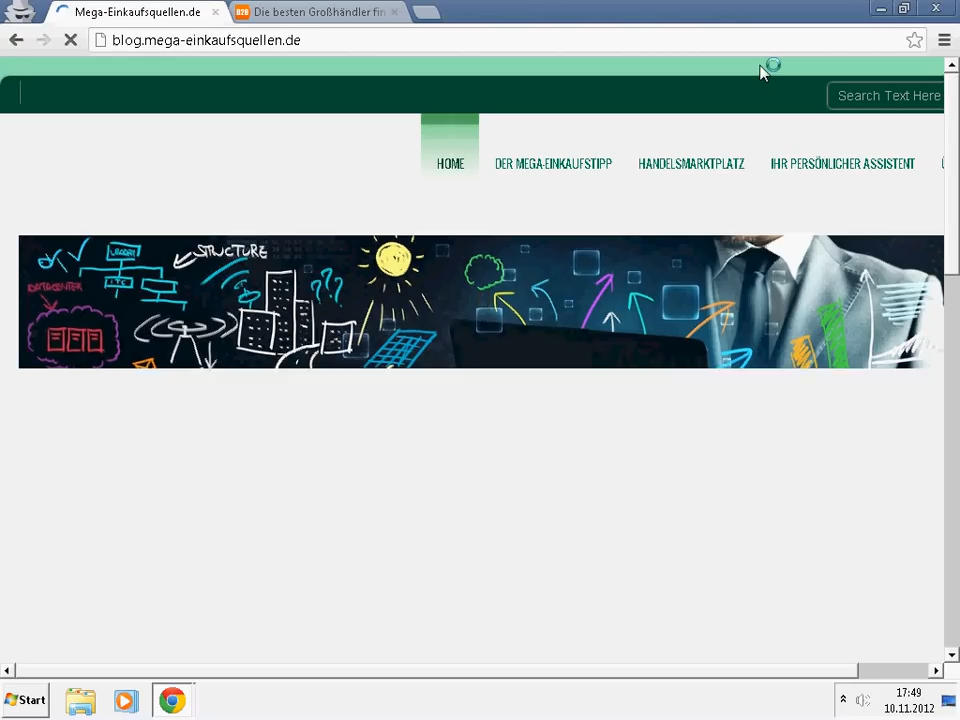 Mega-Einkaufsquellen.de
Die besten Großhändler fin
blog.mega-einkaufsquellen.de
Search Text Here
HOME
DER MEGA-EINKAUFSTIPP
HANDELSMARKTPLATZ
IHR PERSÖNLICHER ASSISTENT
STRUCTURE
LIBRARY
DATACENTER
???
Start
17:49
10.11.2012